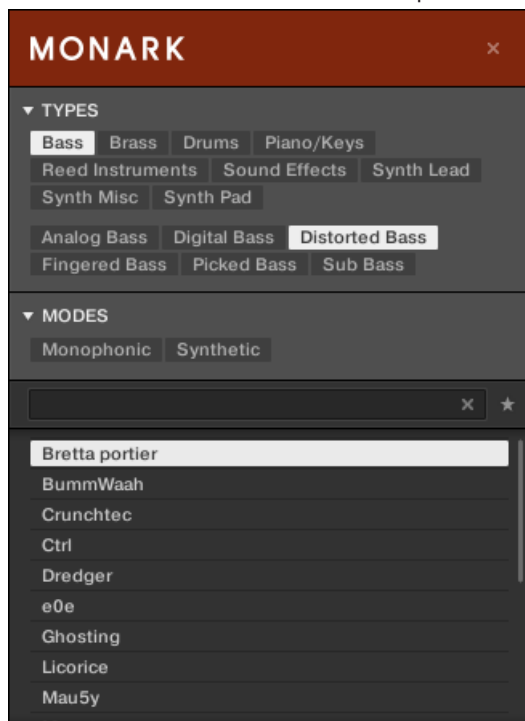 MONARK
TYPES
Bass Brass Drums Piano/Keys
Reed Instruments Sound Effects Synth Lead
Synth Misc Synth Pad
Analog Bass Digital Bass Distorted Bass
Fingered Bass Picked Bass Sub Bass
MODES
Monophonic Synthetic
Bretta portier
BummWaah
Crunchtec
Ctrl
Dredger
e0e
Ghosting
Licorice
Mau5y